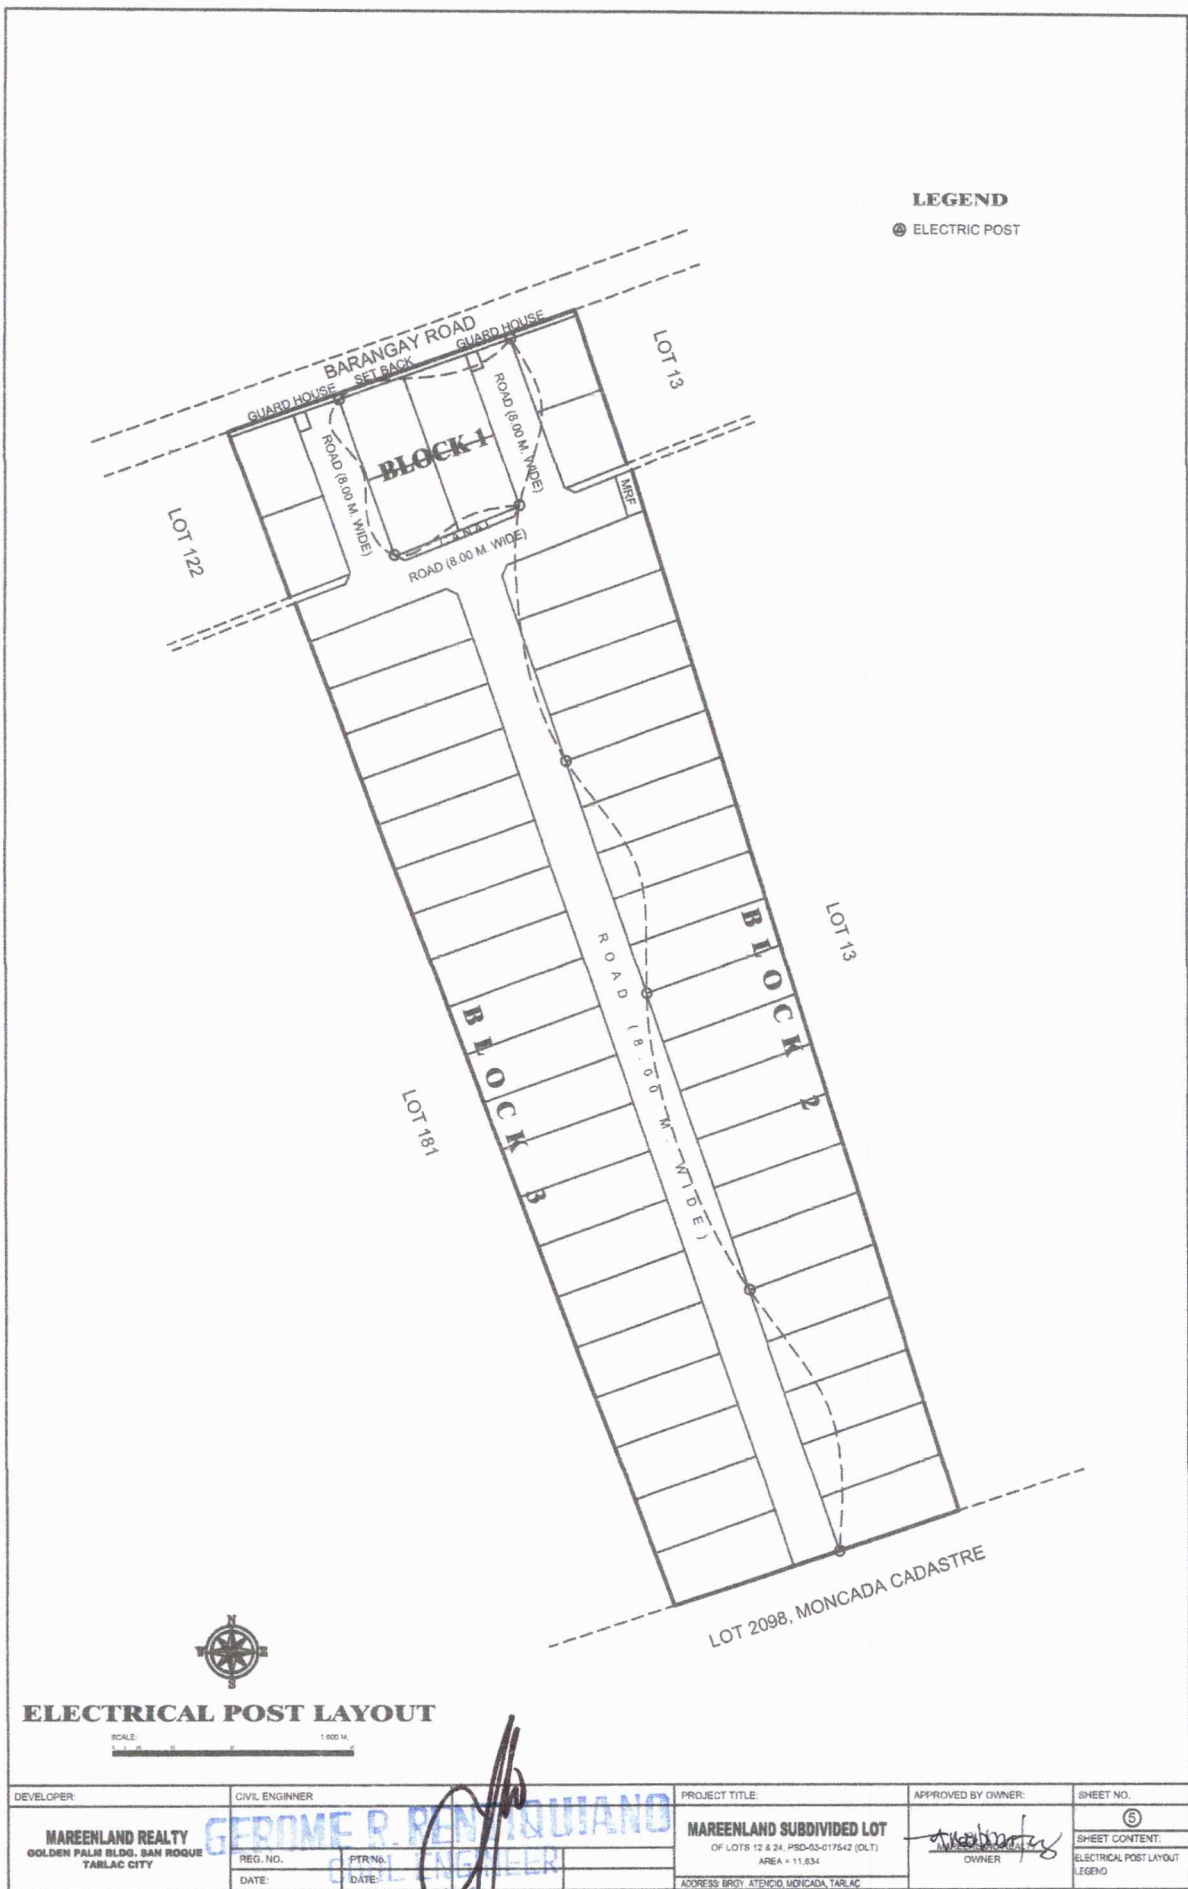 LEGEND
ELECTRIC POST
BARANGAY ROAD
GUARD HOUSE
SET BACK
GUARD HOUSE
LOT 13
ROAD (8.00 M. WIDE)
BLOCK 1
ROAD (8.00 M. WIDE)
MRF
LOT 122
CANAL
ROAD (8.00 M. WIDE)
BLOCK 2
LOT 13
ROAD (8.00 M. WIDE)
BLOCK 3
LOT 181
LOT 2098, MONCADA CADASTRE
N
W E
S
ELECTRICAL POST LAYOUT
SCALE: 1:600 M.
DEVELOPER:
MAREENLAND REALTY
GOLDEN PALM BLDG. SAN ROQUE
TARLAC CITY
CIVIL ENGINNER
GEROME R.
CIVIL ENGINEER
REG. NO. PTR No.
DATE: DATE:
PROJECT TITLE:
MAREENLAND SUBDIVIDED LOT
OF LOTS 12 & 24, PSD-03-017542 (OLT)
AREA = 11,634
ADDRESS: BRGY. ATENCIO, MONCADA, TARLAC
APPROVED BY OWNER:
MAREENLAND REALTY
OWNER
SHEET NO.
5
SHEET CONTENT:
ELECTRICAL POST LAYOUT
LEGEND